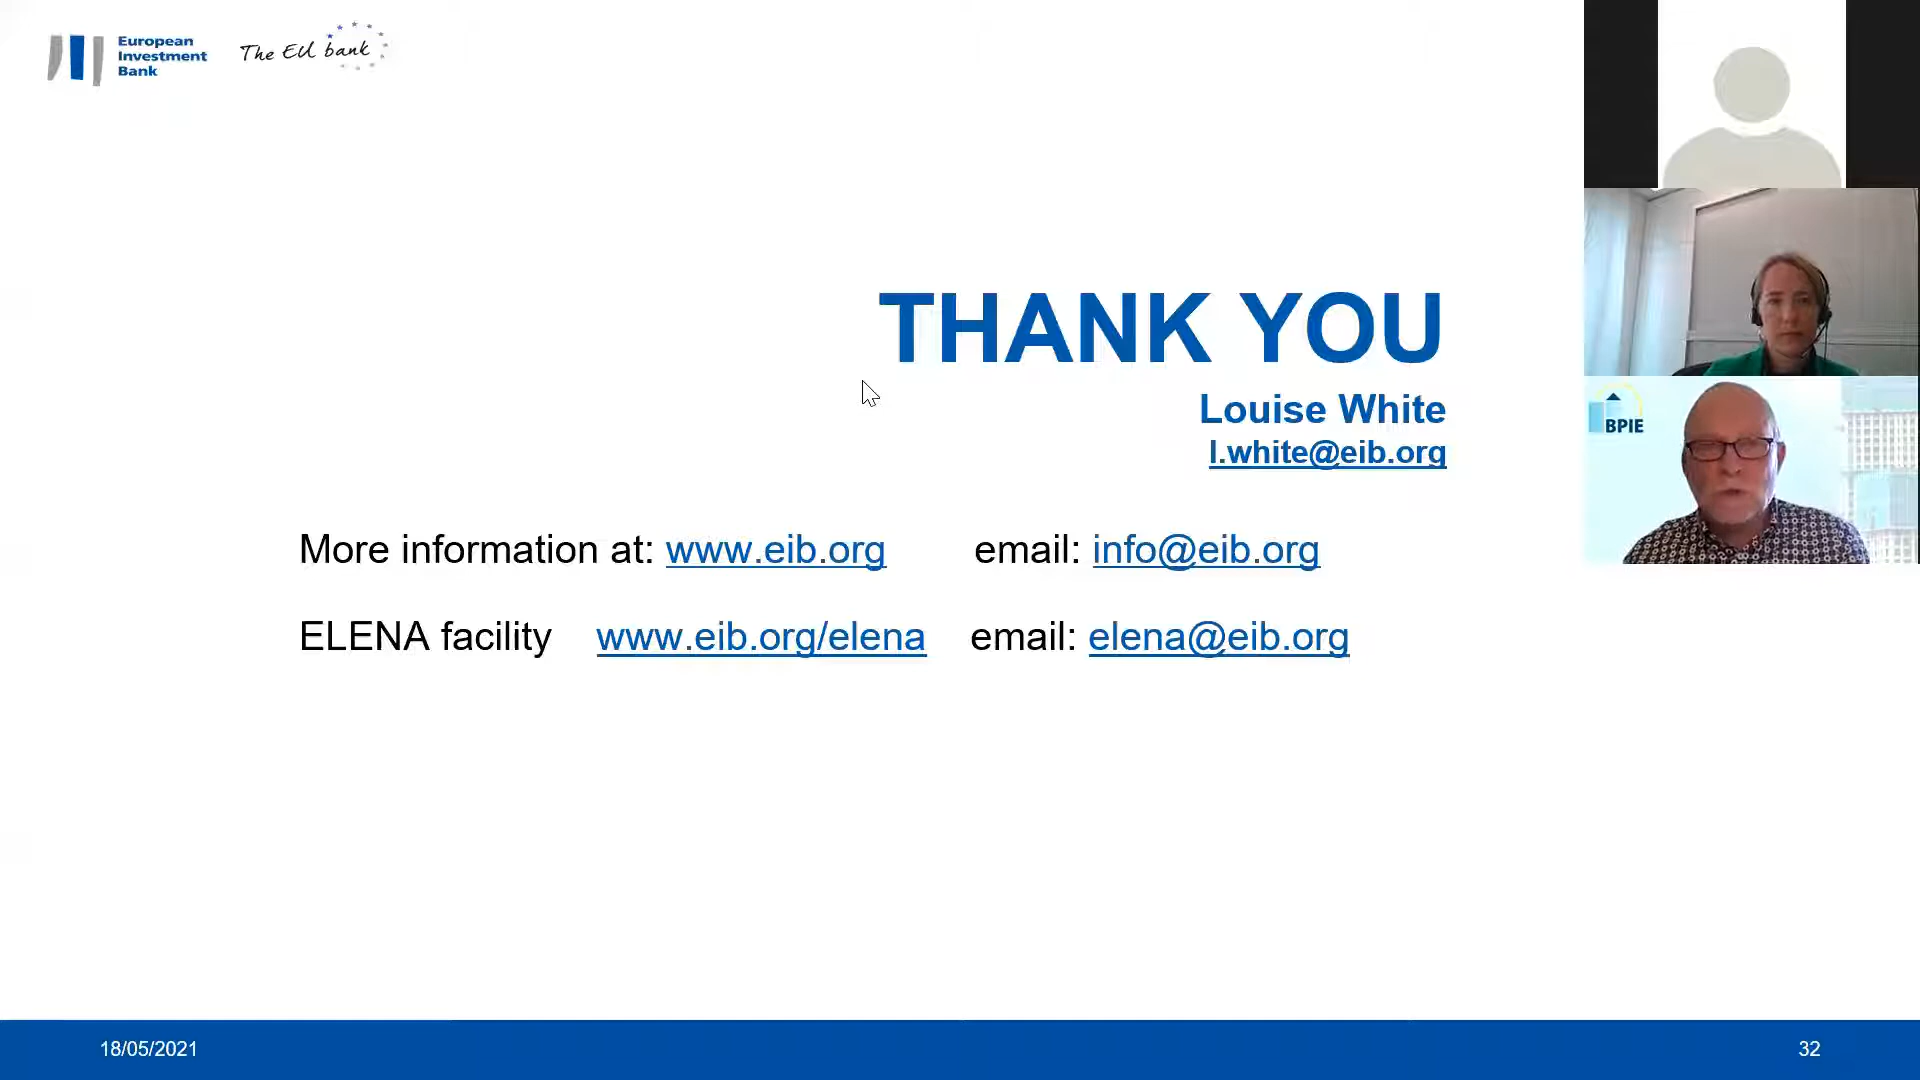 European
Investment
Bank
The EU bank
THANK YOU
Louise White
l.white@eib.org
More information at: www.eib.org email: info@eib.org
ELENA facility www.eib.org/elena email: elena@eib.org
BPIE
18/05/2021
32